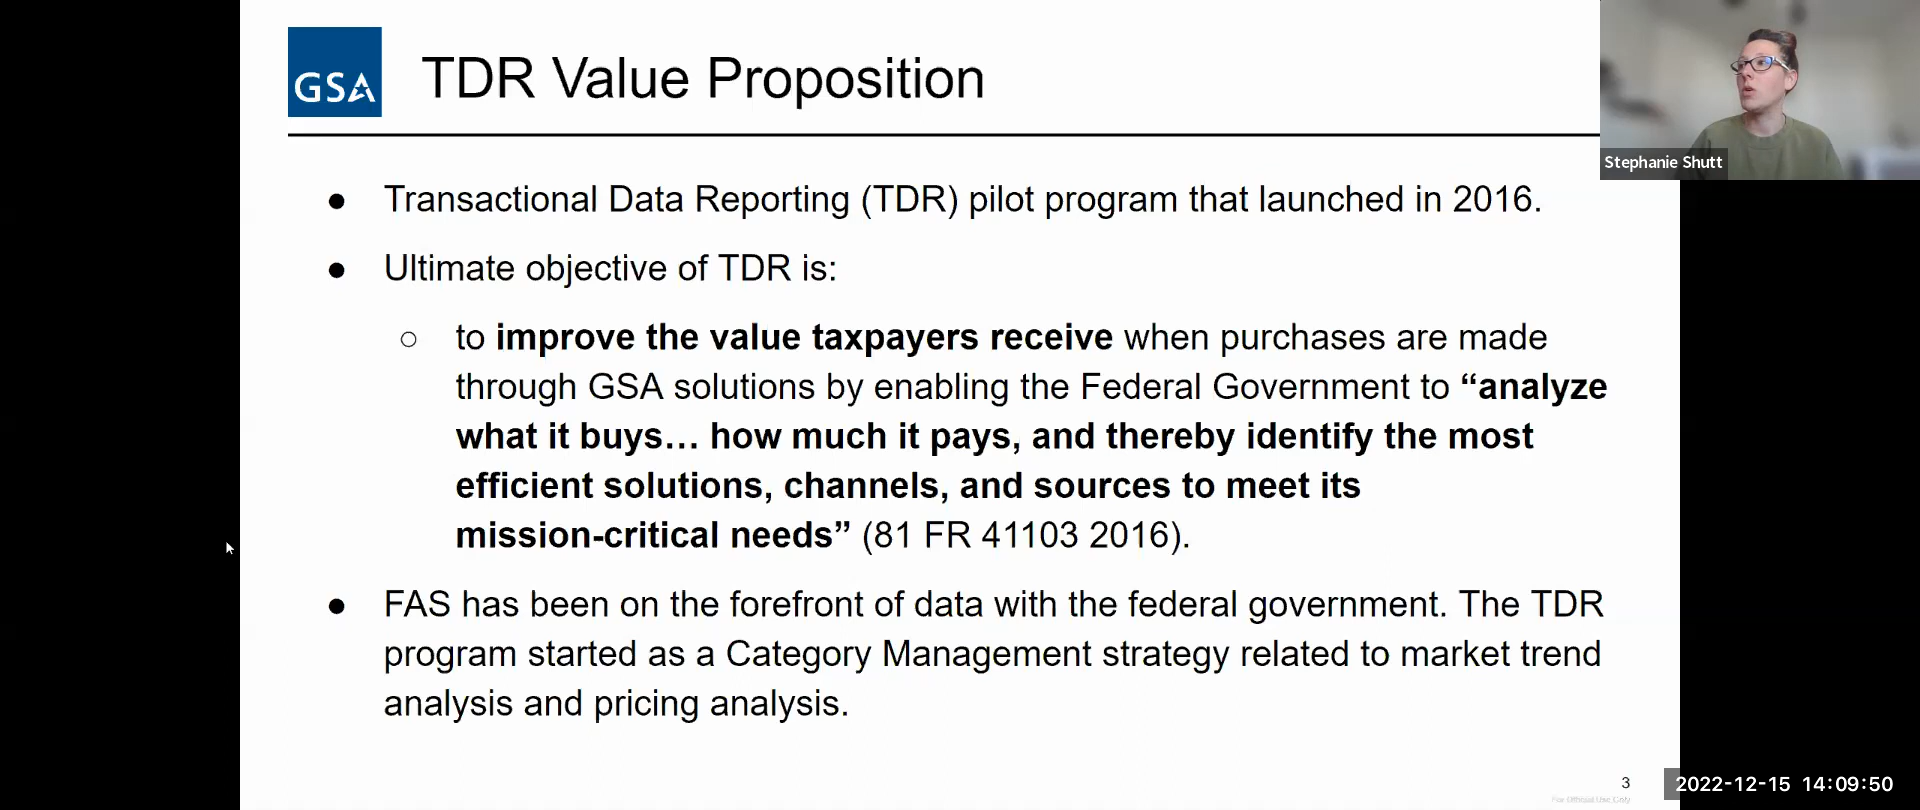 GSA
TDR Value Proposition
Stephanie Shutt
● Transactional Data Reporting (TDR) pilot program that launched in 2016.
● Ultimate objective of TDR is:
○ to improve the value taxpayers receive when purchases are made
through GSA solutions by enabling the Federal Government to “analyze
what it buys… how much it pays, and thereby identify the most
efficient solutions, channels, and sources to meet its
mission-critical needs” (81 FR 41103 2016).
● FAS has been on the forefront of data with the federal government. The TDR
program started as a Category Management strategy related to market trend
analysis and pricing analysis.
3
For Official Use Only
2022-12-15 14:09:50